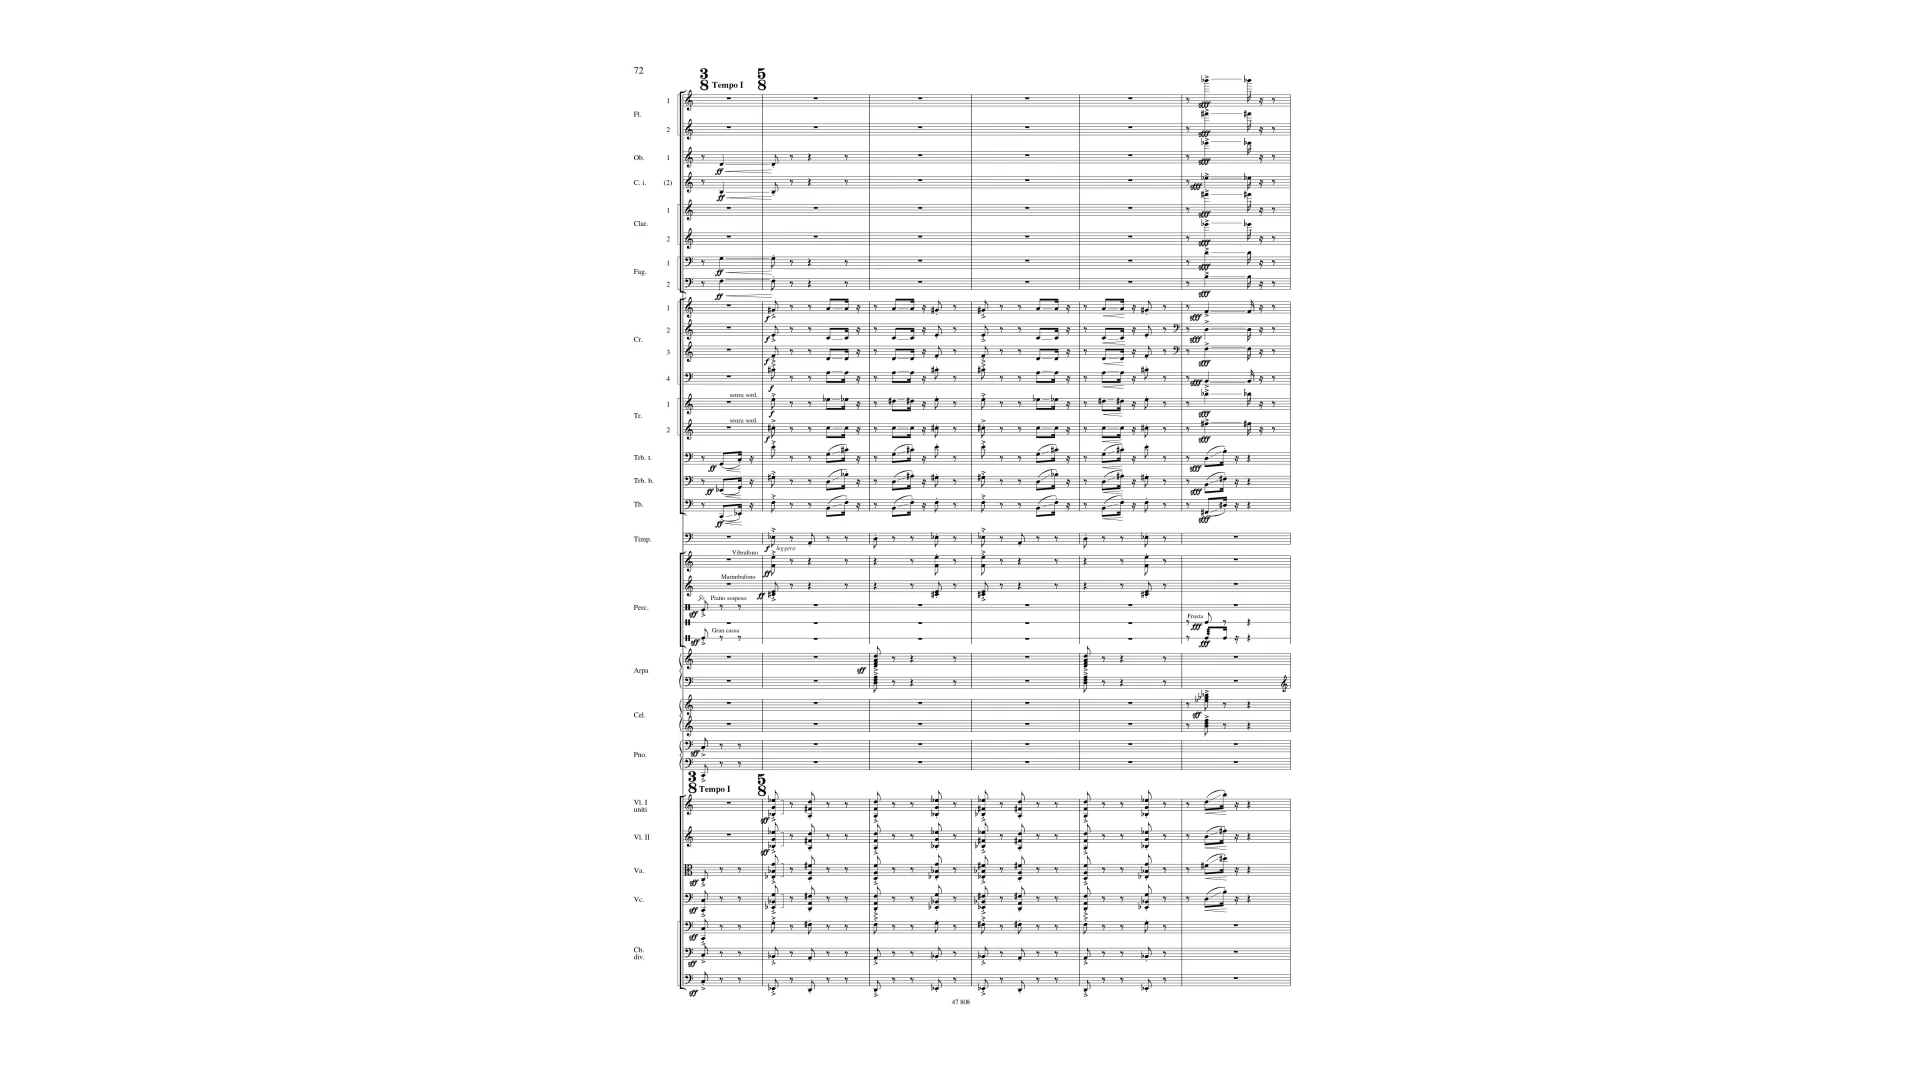 72
3
8 Tempo I
5
8
1
Fl.
2
Ob. 1
C. i. (2)
1
Clar.
2
1
Fag.
2
1
2
Cr.
3
4
senza sord.
1
Tr.
senza sord.
2
Trb. t.
Trb. b.
Tb.
Timp.
f leggero
Vibrafono
Marimbafono
Piatto sospeso
Perc.
Frusta
Gran cassa
Arpa
Cel.
Pno.
3
8 Tempo I
5
8
Vl. I
uniti
Vl. II
Va.
Vc.
Cb.
div.
47 808